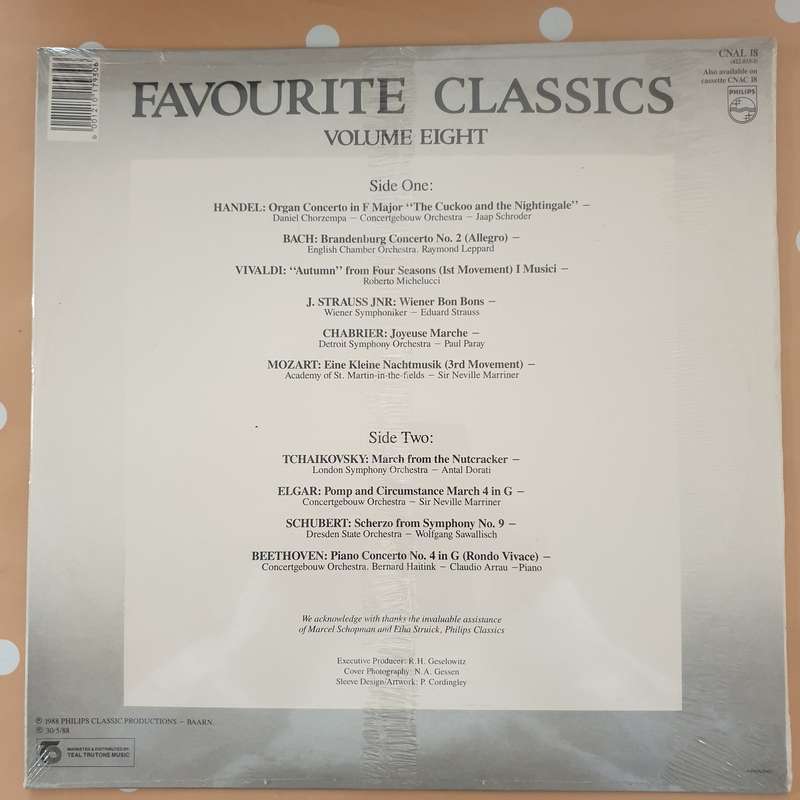 CNAL 18
Also available on
cassette CNAC 18
PHILIPS
FAVOURITE CLASSICS
VOLUME EIGHT
Side One:
HANDEL: Organ Concerto in F Major "The Cuckoo and the Nightingale" –
Daniel Chorzempa – Concertgebouw Orchestra – Jaap Schroder
BACH: Brandenburg Concerto No. 2 (Allegro) –
English Chamber Orchestra. Raymond Leppard
VIVALDI: "Autumn" from Four Seasons (Ist Movement) I Musici –
Roberto Michelucci
J. STRAUSS JNR: Wiener Bon Bons –
Wiener Symphoniker – Eduard Strauss
CHABRIER: Joyeuse Marche –
Detroit Symphony Orchestra – Paul Paray
MOZART: Eine Kleine Nachtmusik (3rd Movement) –
Academy of St. Martin-in-the-fields – Sir Neville Marriner
Side Two:
TCHAIKOVSKY: March from the Nutcracker –
London Symphony Orchestra – Antal Dorati
ELGAR: Pomp and Circumstance March 4 in G –
Concertgebouw Orchestra – Sir Neville Marriner
SCHUBERT: Scherzo from Symphony No. 9 –
Dresden State Orchestra – Wolfgang Sawallisch
BEETHOVEN: Piano Concerto No. 4 in G (Rondo Vivace) –
Concertgebouw Orchestra. Bernard Haitink – Claudio Arrau –Piano
We acknowledge with thanks the invaluable assistance
of Marcel Schopman and Elha Struick, Philips Classics
Executive Producer: R.H. Geselowitz
Cover Photography: N.A. Gessen
Sleeve Design/Artwork: P. Cordingley
℗ 1988 PHILIPS CLASSIC PRODUCTIONS – BAARN.
℗ 30/5/88
MARKETED & DISTRIBUTED BY:
TEAL TRUTONE MUSIC